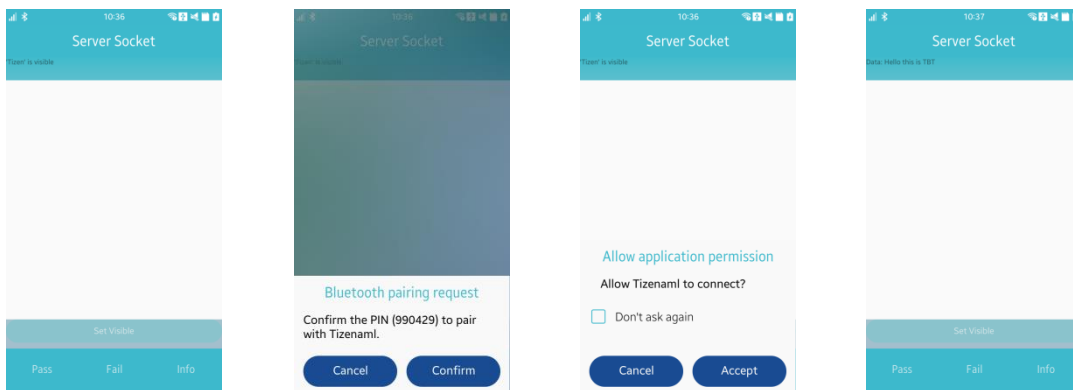 10:36
Server Socket
'Tizen' is visible
Set Visible
Pass Fail Info
10:36
Server Socket
'Tizen' is visible
Bluetooth pairing request
Confirm the PIN (990429) to pair
with Tizenaml.
Cancel Confirm
10:36
Server Socket
'Tizen' is visible
Allow application permission
Allow Tizenaml to connect?
Don't ask again
Cancel Accept
10:37
Server Socket
Data: Hello this is TBT
Set Visible
Pass Fail Info